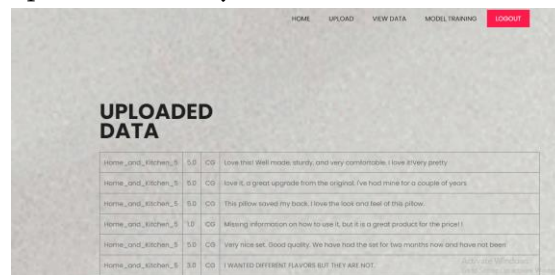 HOME UPLOAD VIEW DATA MODEL TRAINING LOGOUT
UPLOADED
DATA
Home_and_Kitchen_5 5.0 CG Love this! Well made, sturdy, and very comfortable. I love it!Very pretty
Home_and_Kitchen_5 5.0 CG love it, a great upgrade from the original. I've had mine for a couple of years
Home_and_Kitchen_5 5.0 CG This pillow saved my back. I love the look and feel of this pillow.
Home_and_Kitchen_5 1.0 CG Missing information on how to use it, but it is a great product for the price! I
Home_and_Kitchen_5 5.0 CG Very nice set. Good quality. We have had the set for two months now and have not been
Home_and_Kitchen_5 3.0 CG I WANTED DIFFERENT FLAVORS BUT THEY ARE NOT.
Activate Windows